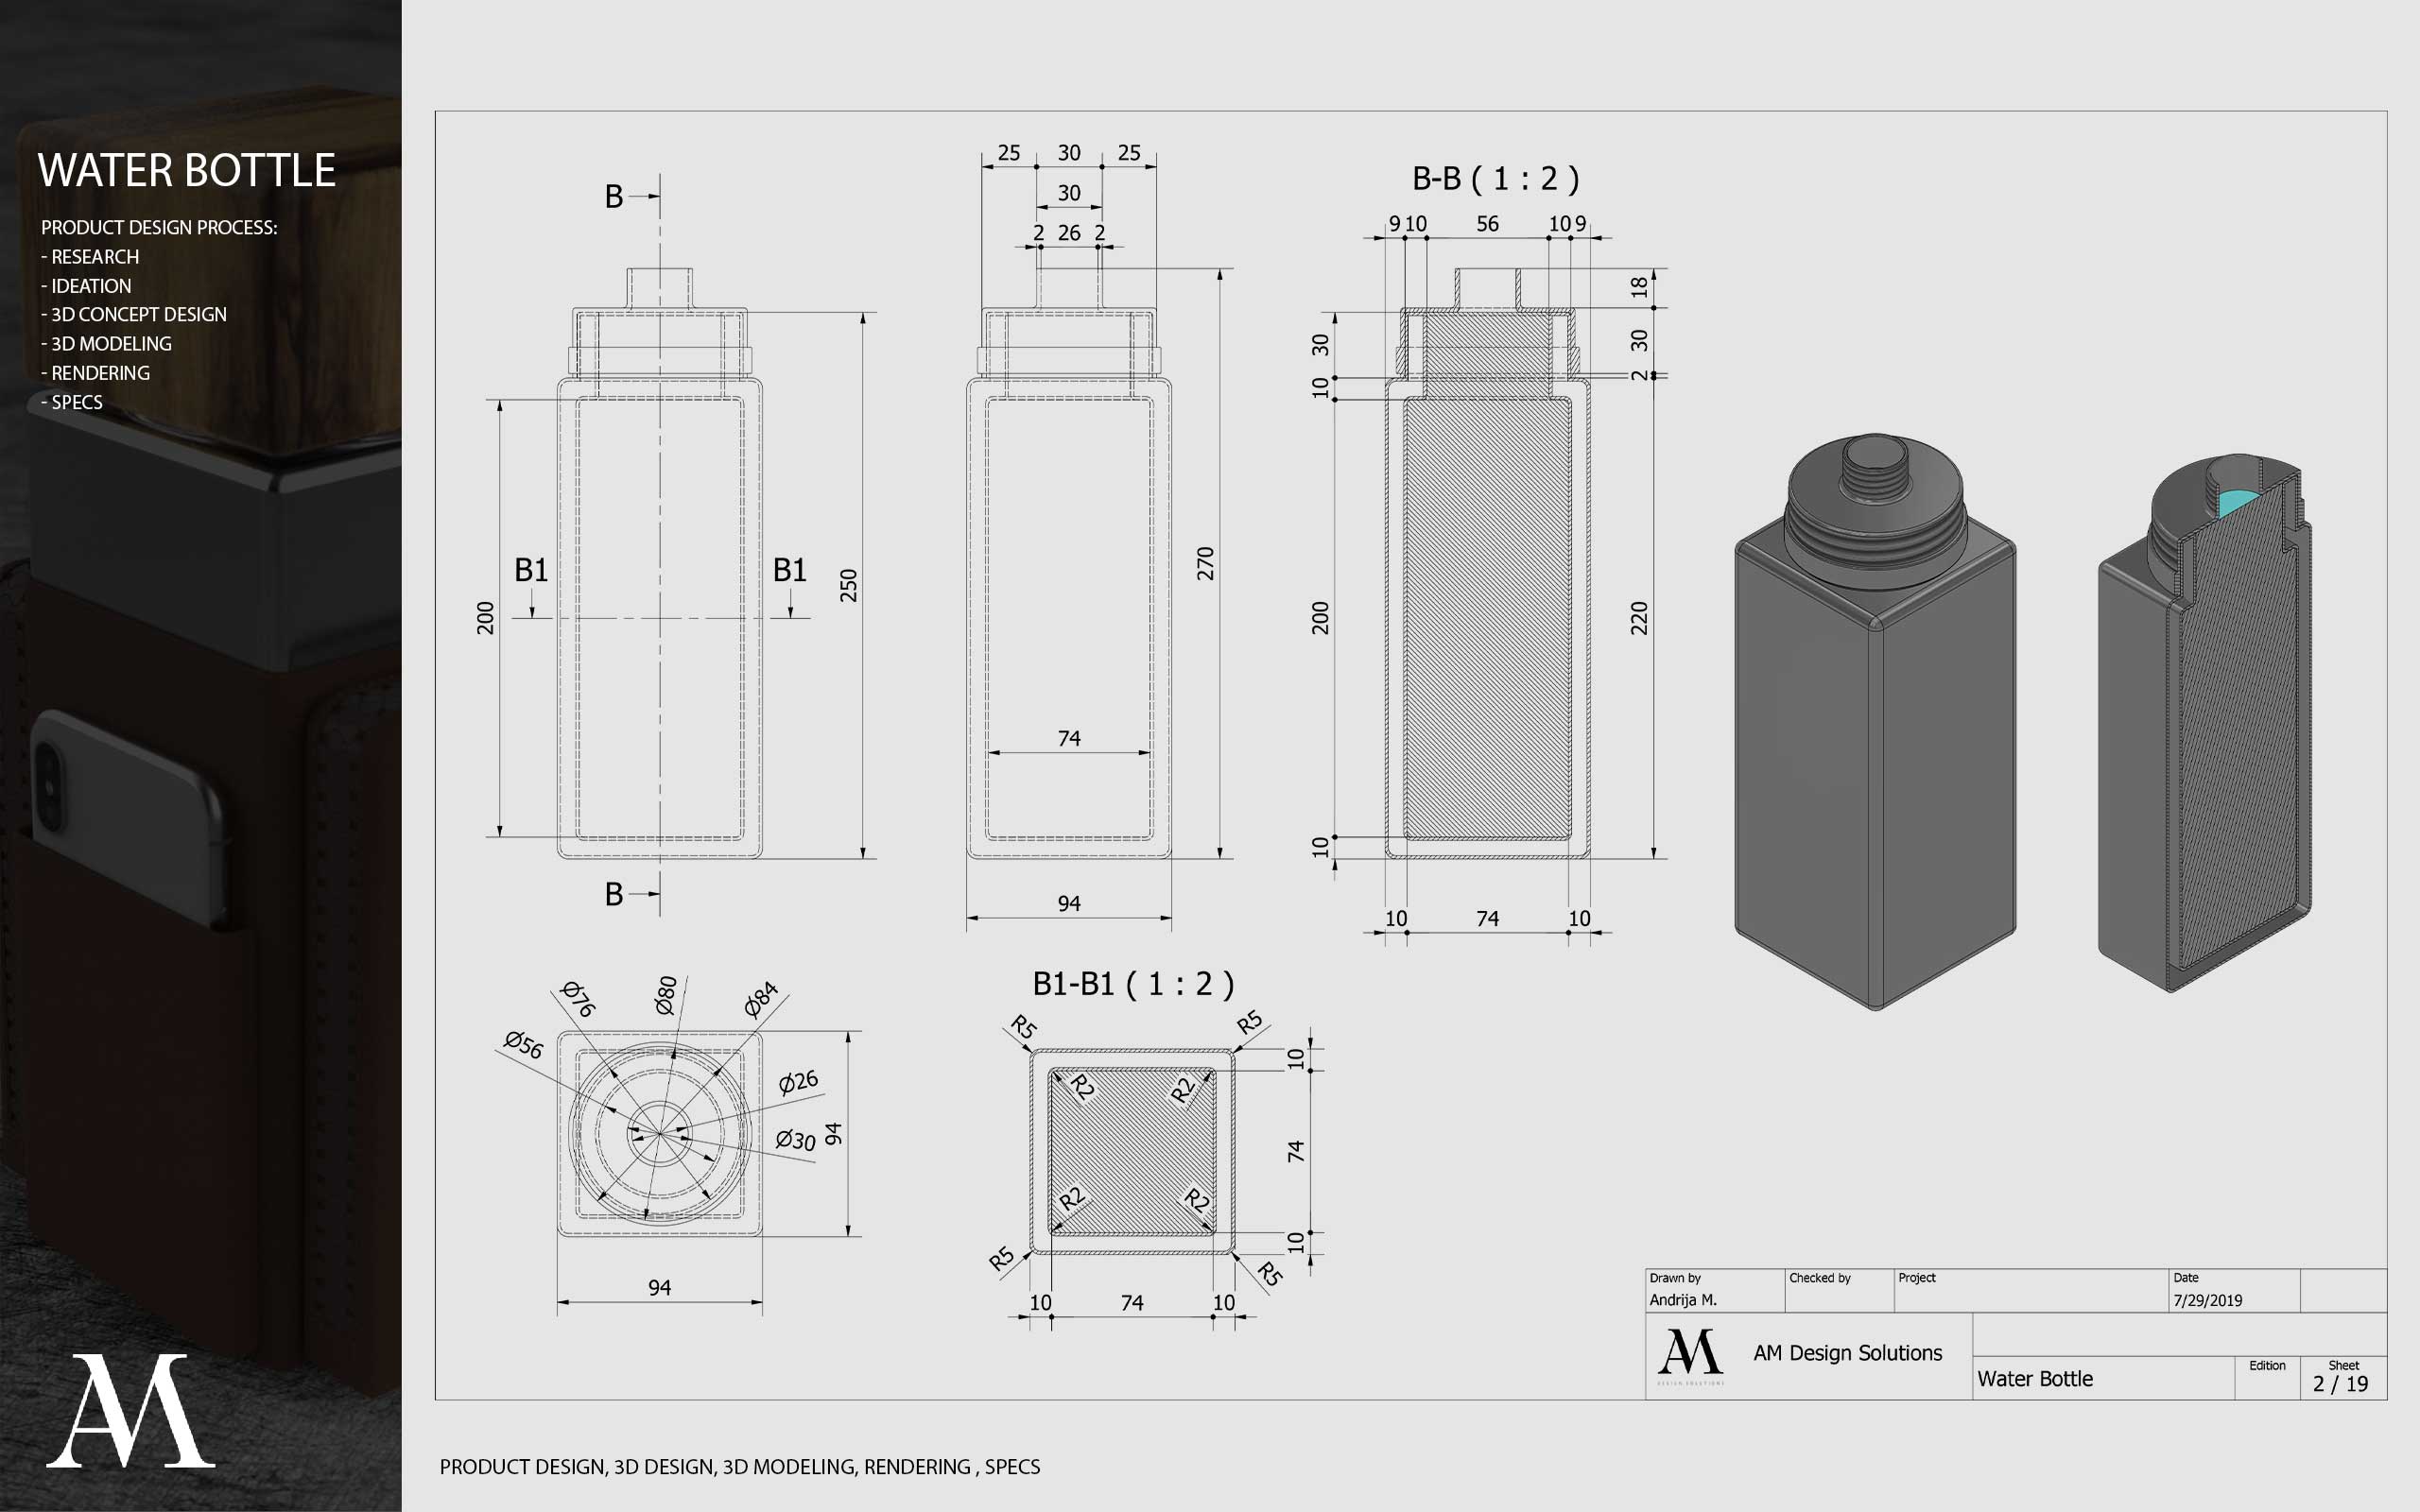 WATER BOTTLE
PRODUCT DESIGN PROCESS:
- RESEARCH
- IDEATION
- 3D CONCEPT DESIGN
- 3D MODELING
- RENDERING
- SPECS
AM
B
B1 B1
200
250
B
25 30 25
30
2 26 2
270
74
94
B-B ( 1 : 2 )
9 10 56 10 9
18
30
30
2
10
200
220
10
10 74 10
Ø76
Ø80
Ø84
Ø56
Ø26
Ø30
94
94
B1-B1 ( 1 : 2 )
R5 R5
10
R2 R2
74
R2 R2
10
R5 R5
10 74 10
Drawn by Checked by Project Date
Andrija M. 7/29/2019
AM
DESIGN SOLUTIONS
AM Design Solutions
Edition Sheet
Water Bottle 2 / 19
PRODUCT DESIGN, 3D DESIGN, 3D MODELING, RENDERING , SPECS